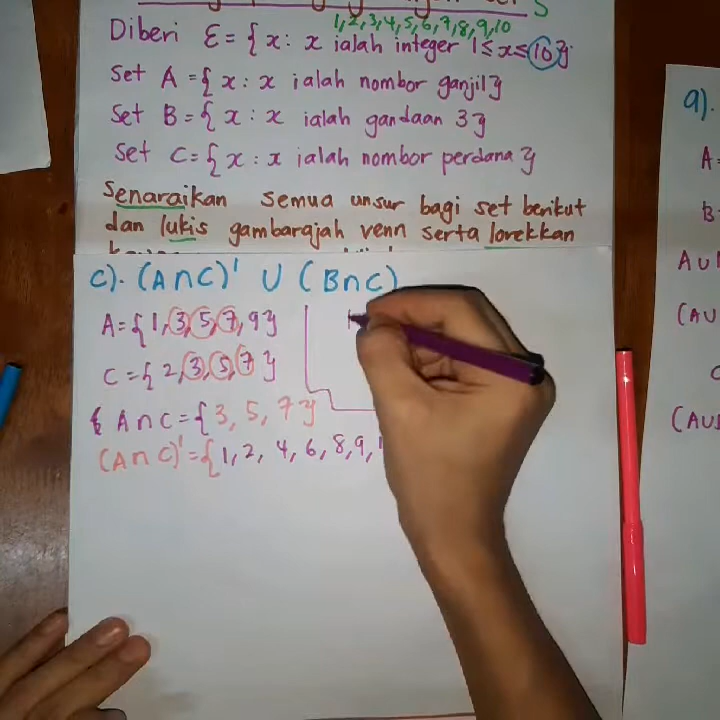 1,2,3,4,5,6,7,8,9,10
Diberi Ɛ = { x : x ialah integer 1 ≤ x ≤ 10 }
Set A = { x : x ialah nombor ganjil }
Set B = { x : x ialah gandaan 3 }
Set C = { x : x ialah nombor perdana }
Senaraikan semua unsur bagi set berikut
dan lukis gambarajah venn serta lorekkan
c). (A∩C)' ∪ (B∩C)
A = { 1, 3, 5, 7, 9 }
C = { 2, 3, 5, 7 }
A ∩ C = { 3, 5, 7 }
(A ∩ C)' = { 1, 2, 4, 6, 8, 9, 1
a).
A
B
A∪
(A∪
(A∪